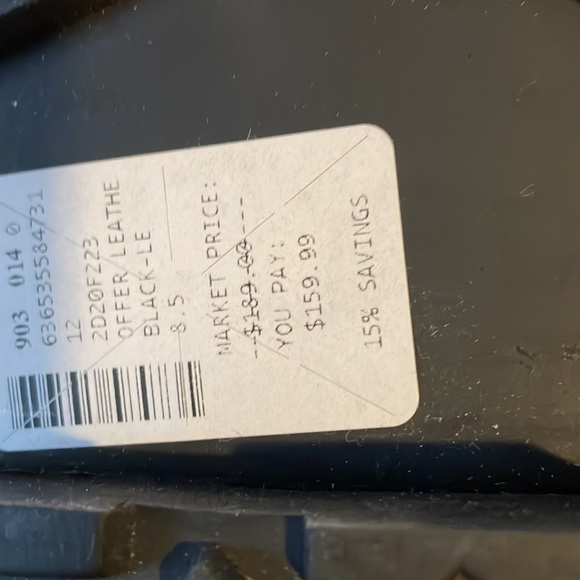 903 014 0
636535584731
12
2D20F223
OFFER-LEATHE
BLACK-LE
8.5
MARKET PRICE:
--$189.00---
YOU PAY:
$159.99
15% SAVINGS